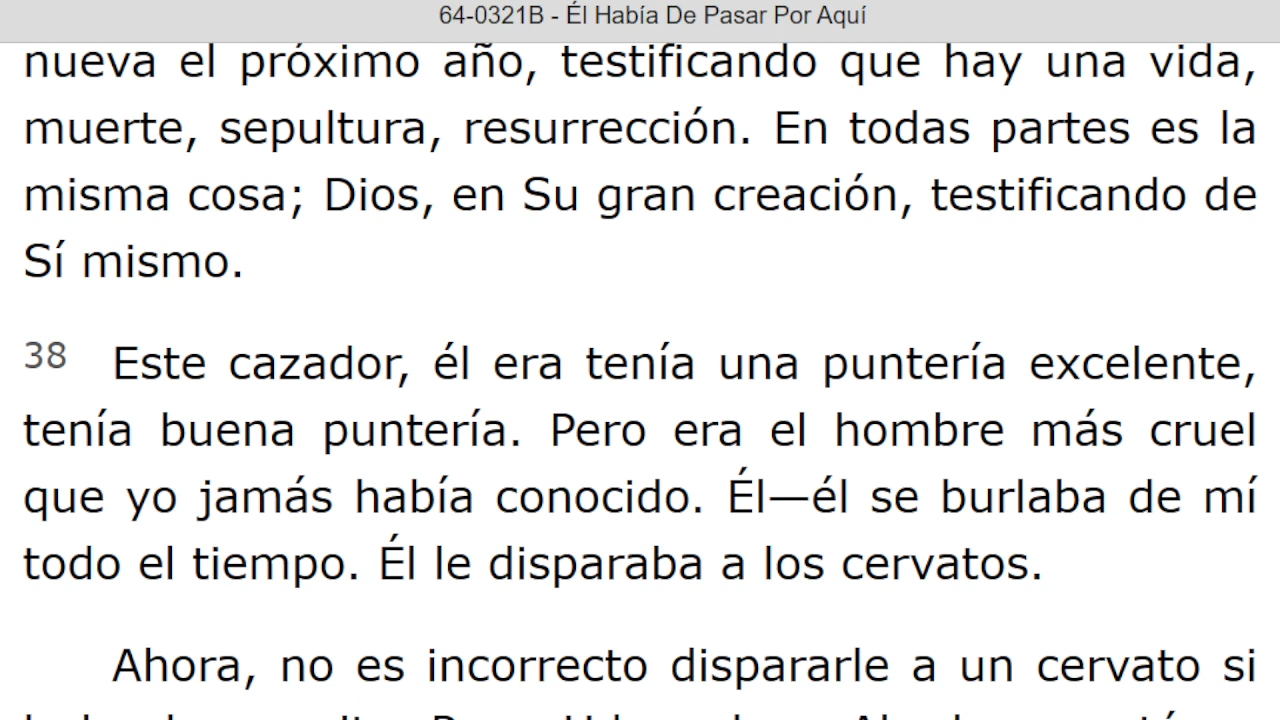 64-0321B - Él Había De Pasar Por Aquí
nueva el próximo año, testificando que hay una vida,
muerte, sepultura, resurrección. En todas partes es la
misma cosa; Dios, en Su gran creación, testificando de
Sí mismo.
38 Este cazador, él era tenía una puntería excelente,
tenía buena puntería. Pero era el hombre más cruel
que yo jamás había conocido. Él—él se burlaba de mí
todo el tiempo. Él le disparaba a los cervatos.
Ahora, no es incorrecto dispararle a un cervato si